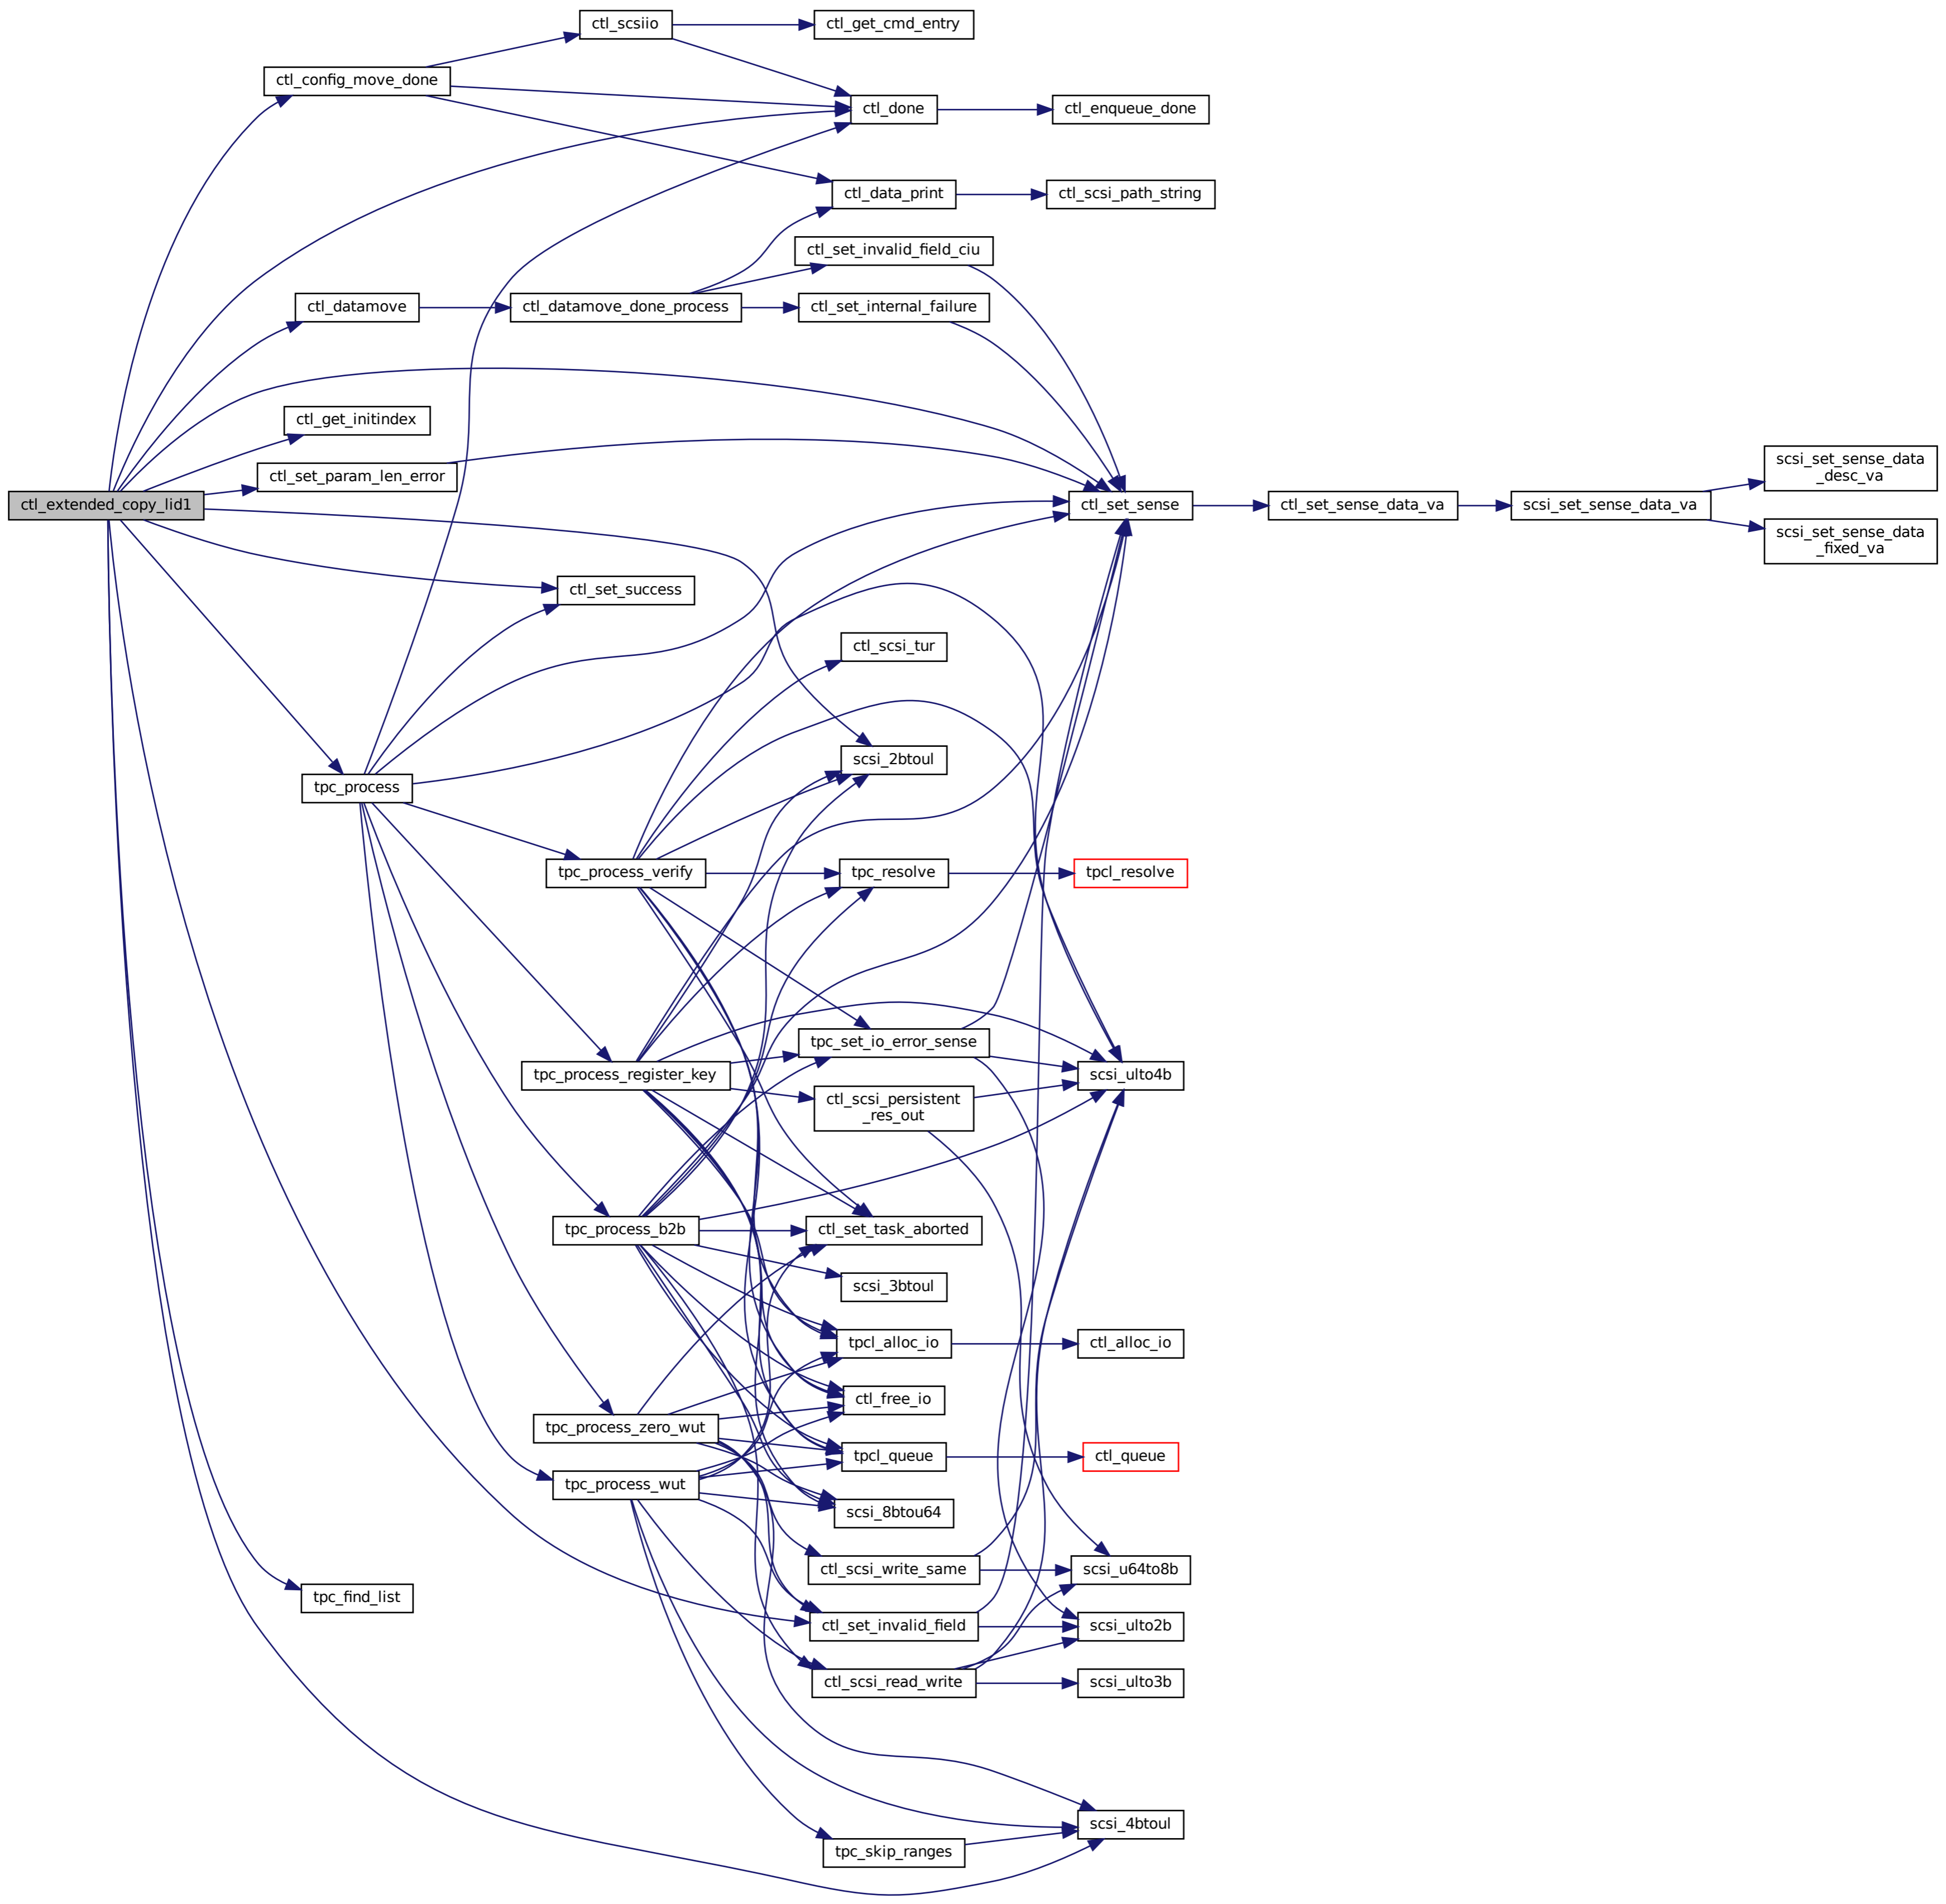 ctl_scsiio
ctl_get_cmd_entry
ctl_config_move_done
ctl_done
ctl_enqueue_done
ctl_data_print
ctl_scsi_path_string
ctl_set_invalid_field_ciu
ctl_datamove
ctl_datamove_done_process
ctl_set_internal_failure
ctl_get_initindex
ctl_set_param_len_error
ctl_extended_copy_lid1
ctl_set_sense
ctl_set_sense_data_va
scsi_set_sense_data_va
scsi_set_sense_data
_desc_va
scsi_set_sense_data
_fixed_va
ctl_set_success
ctl_scsi_tur
scsi_2btoul
tpc_process
tpc_process_verify
tpc_resolve
tpcl_resolve
tpc_set_io_error_sense
tpc_process_register_key
scsi_ulto4b
ctl_scsi_persistent
_res_out
tpc_process_b2b
ctl_set_task_aborted
scsi_3btoul
tpcl_alloc_io
ctl_alloc_io
ctl_free_io
tpc_process_zero_wut
tpcl_queue
ctl_queue
tpc_process_wut
scsi_8btou64
ctl_scsi_write_same
scsi_u64to8b
tpc_find_list
ctl_set_invalid_field
scsi_ulto2b
ctl_scsi_read_write
scsi_ulto3b
scsi_4btoul
tpc_skip_ranges